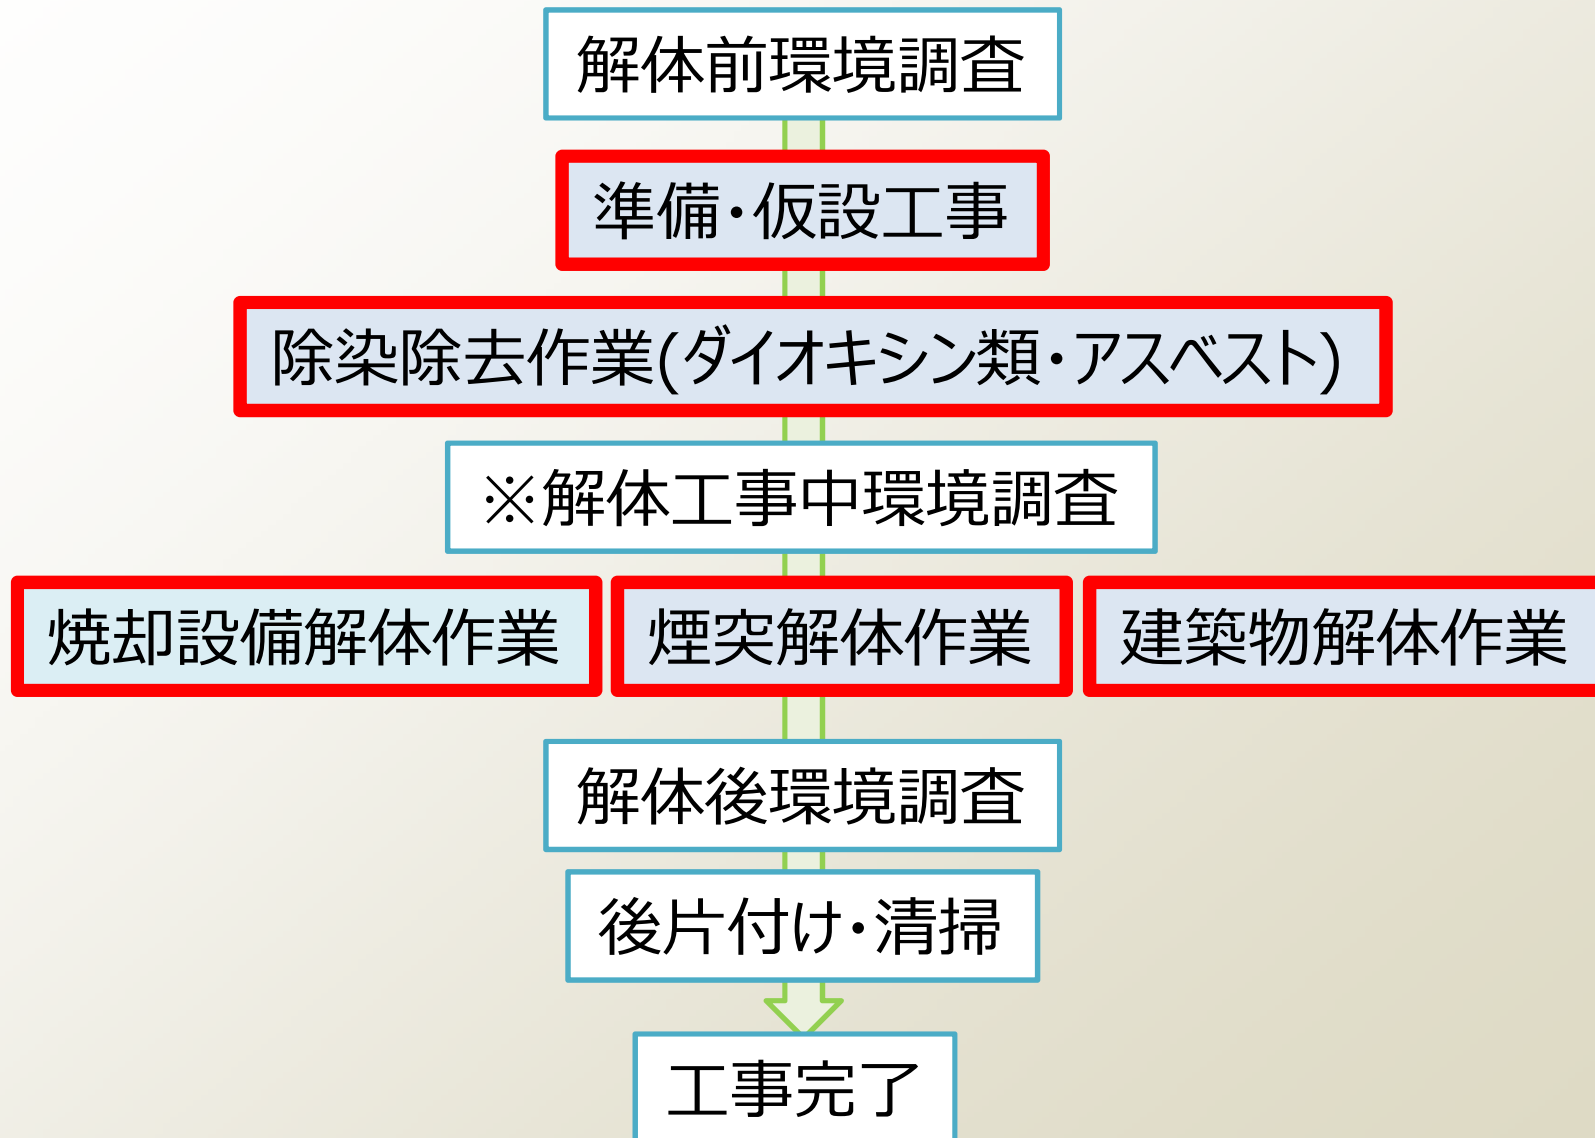 解体前環境調査
準備・仮設工事
除染除去作業(ダイオキシン類・アスベスト)
※解体工事中環境調査
焼却設備解体作業
煙突解体作業
建築物解体作業
解体後環境調査
後片付け・清掃
工事完了